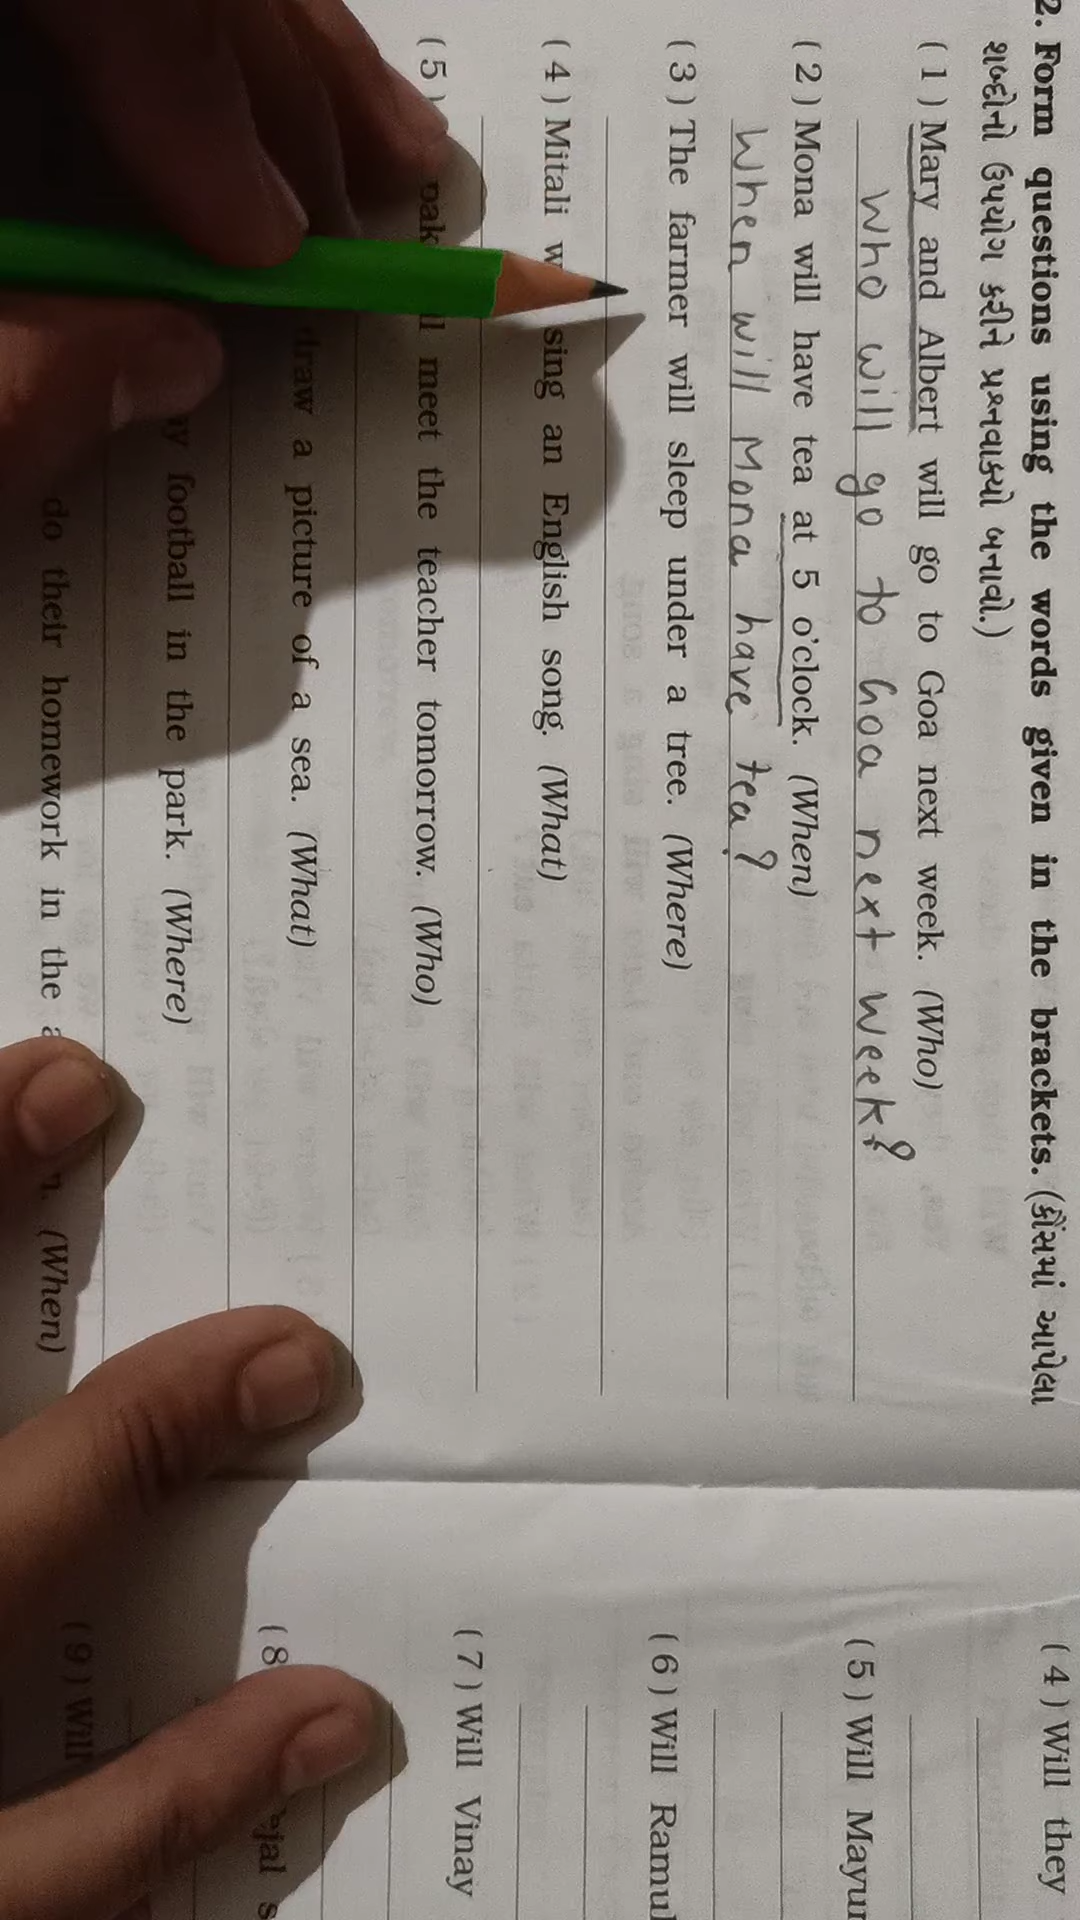 2. Form questions using the words given in the brackets. (કૌંસમાં આપેલા
શબ્દોનો ઉપયોગ કરીને પ્રશ્નવાક્યો બનાવો.)
( 1 ) Mary and Albert will go to Goa next week. (Who)
Who will go to Goa next week?
( 2 ) Mona will have tea at 5 o'clock. (When)
When will Mona have tea?
( 3 ) The farmer will sleep under a tree. (Where)
( 4 ) Mitali sing an English song. (What)
( 5 ) meet the teacher tomorrow. (Who)
draw a picture of a sea. (What)
football in the park. (Where)
do their homework in the (When)
( 4 ) Will they
( 5 ) Will Mayur
( 6 ) Will Ramul
( 7 ) Will Vinay
( 8
( 9 ) Will